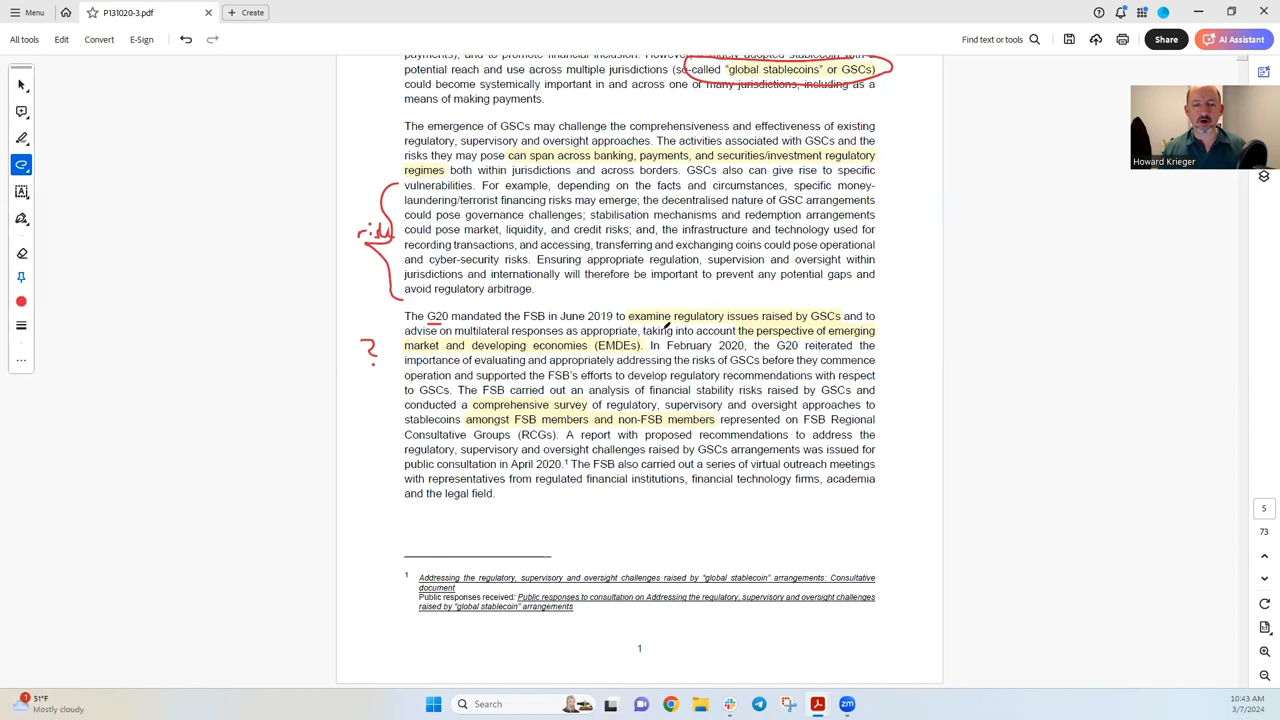 Menu
P131020-3.pdf
Create
All tools Edit Convert E-Sign
Find text or tools
Share
AI Assistant
potential reach and use across multiple jurisdictions (so-called “global stablecoins” or GSCs)
could become systemically important in and across one or many jurisdictions, including as a
means of making payments.
The emergence of GSCs may challenge the comprehensiveness and effectiveness of existing
regulatory, supervisory and oversight approaches. The activities associated with GSCs and the
risks they may pose can span across banking, payments, and securities/investment regulatory
regimes both within jurisdictions and across borders. GSCs also can give rise to specific
vulnerabilities. For example, depending on the facts and circumstances, specific money-
laundering/terrorist financing risks may emerge; the decentralised nature of GSC arrangements
could pose governance challenges; stabilisation mechanisms and redemption arrangements
could pose market, liquidity, and credit risks; and, the infrastructure and technology used for
recording transactions, and accessing, transferring and exchanging coins could pose operational
and cyber-security risks. Ensuring appropriate regulation, supervision and oversight within
jurisdictions and internationally will therefore be important to prevent any potential gaps and
avoid regulatory arbitrage.
The G20 mandated the FSB in June 2019 to examine regulatory issues raised by GSCs and to
advise on multilateral responses as appropriate, taking into account the perspective of emerging
market and developing economies (EMDEs). In February 2020, the G20 reiterated the
?
importance of evaluating and appropriately addressing the risks of GSCs before they commence
operation and supported the FSB’s efforts to develop regulatory recommendations with respect
to GSCs. The FSB carried out an analysis of financial stability risks raised by GSCs and
conducted a comprehensive survey of regulatory, supervisory and oversight approaches to
stablecoins amongst FSB members and non-FSB members represented on FSB Regional
Consultative Groups (RCGs). A report with proposed recommendations to address the
regulatory, supervisory and oversight challenges raised by GSCs arrangements was issued for
public consultation in April 2020.1 The FSB also carried out a series of virtual outreach meetings
with representatives from regulated financial institutions, financial technology firms, academia
and the legal field.
1 Addressing the regulatory, supervisory and oversight challenges raised by “global stablecoin” arrangements: Consultative
document
Public responses received: Public responses to consultation on Addressing the regulatory, supervisory and oversight challenges
raised by “global stablecoin” arrangements
1
Howard Krieger
5
73
51°F
Mostly cloudy
Search
10:43 AM
3/7/2024